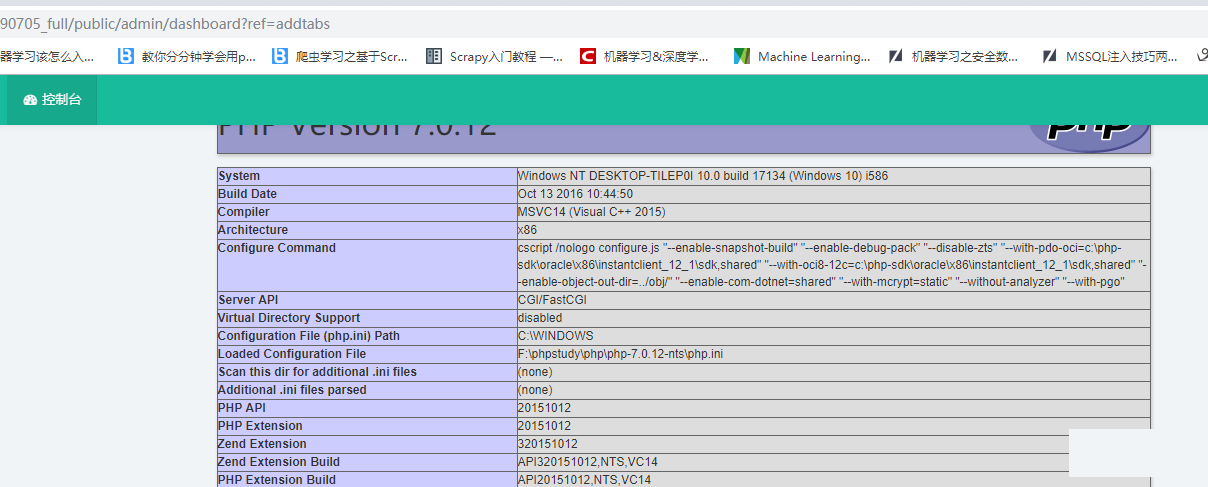 90705_full/public/admin/dashboard?ref=addtabs
器学习该怎么入... 教你分分钟学会用p... 爬虫学习之基于Scr... Scrapy入门教程 —... 机器学习&深度学习... Machine Learning... 机器学习之安全数... MSSQL注入技巧两...
控制台
PHP Version 7.0.12
php
System Windows NT DESKTOP-TILEP0I 10.0 build 17134 (Windows 10) i586
Build Date Oct 13 2016 10:44:50
Compiler MSVC14 (Visual C++ 2015)
Architecture x86
Configure Command cscript /nologo configure.js "--enable-snapshot-build" "--enable-debug-pack" "--disable-zts" "--with-pdo-oci=c:\php-
sdk\oracle\x86\instantclient_12_1\sdk,shared" "--with-oci8-12c=c:\php-sdk\oracle\x86\instantclient_12_1\sdk,shared" "-
-enable-object-out-dir=../obj/" "--enable-com-dotnet=shared" "--with-mcrypt=static" "--without-analyzer" "--with-pgo"
Server API CGI/FastCGI
Virtual Directory Support disabled
Configuration File (php.ini) Path C:\WINDOWS
Loaded Configuration File F:\phpstudy\php\php-7.0.12-nts\php.ini
Scan this dir for additional .ini files (none)
Additional .ini files parsed (none)
PHP API 20151012
PHP Extension 20151012
Zend Extension 320151012
Zend Extension Build API320151012,NTS,VC14
PHP Extension Build API20151012,NTS,VC14